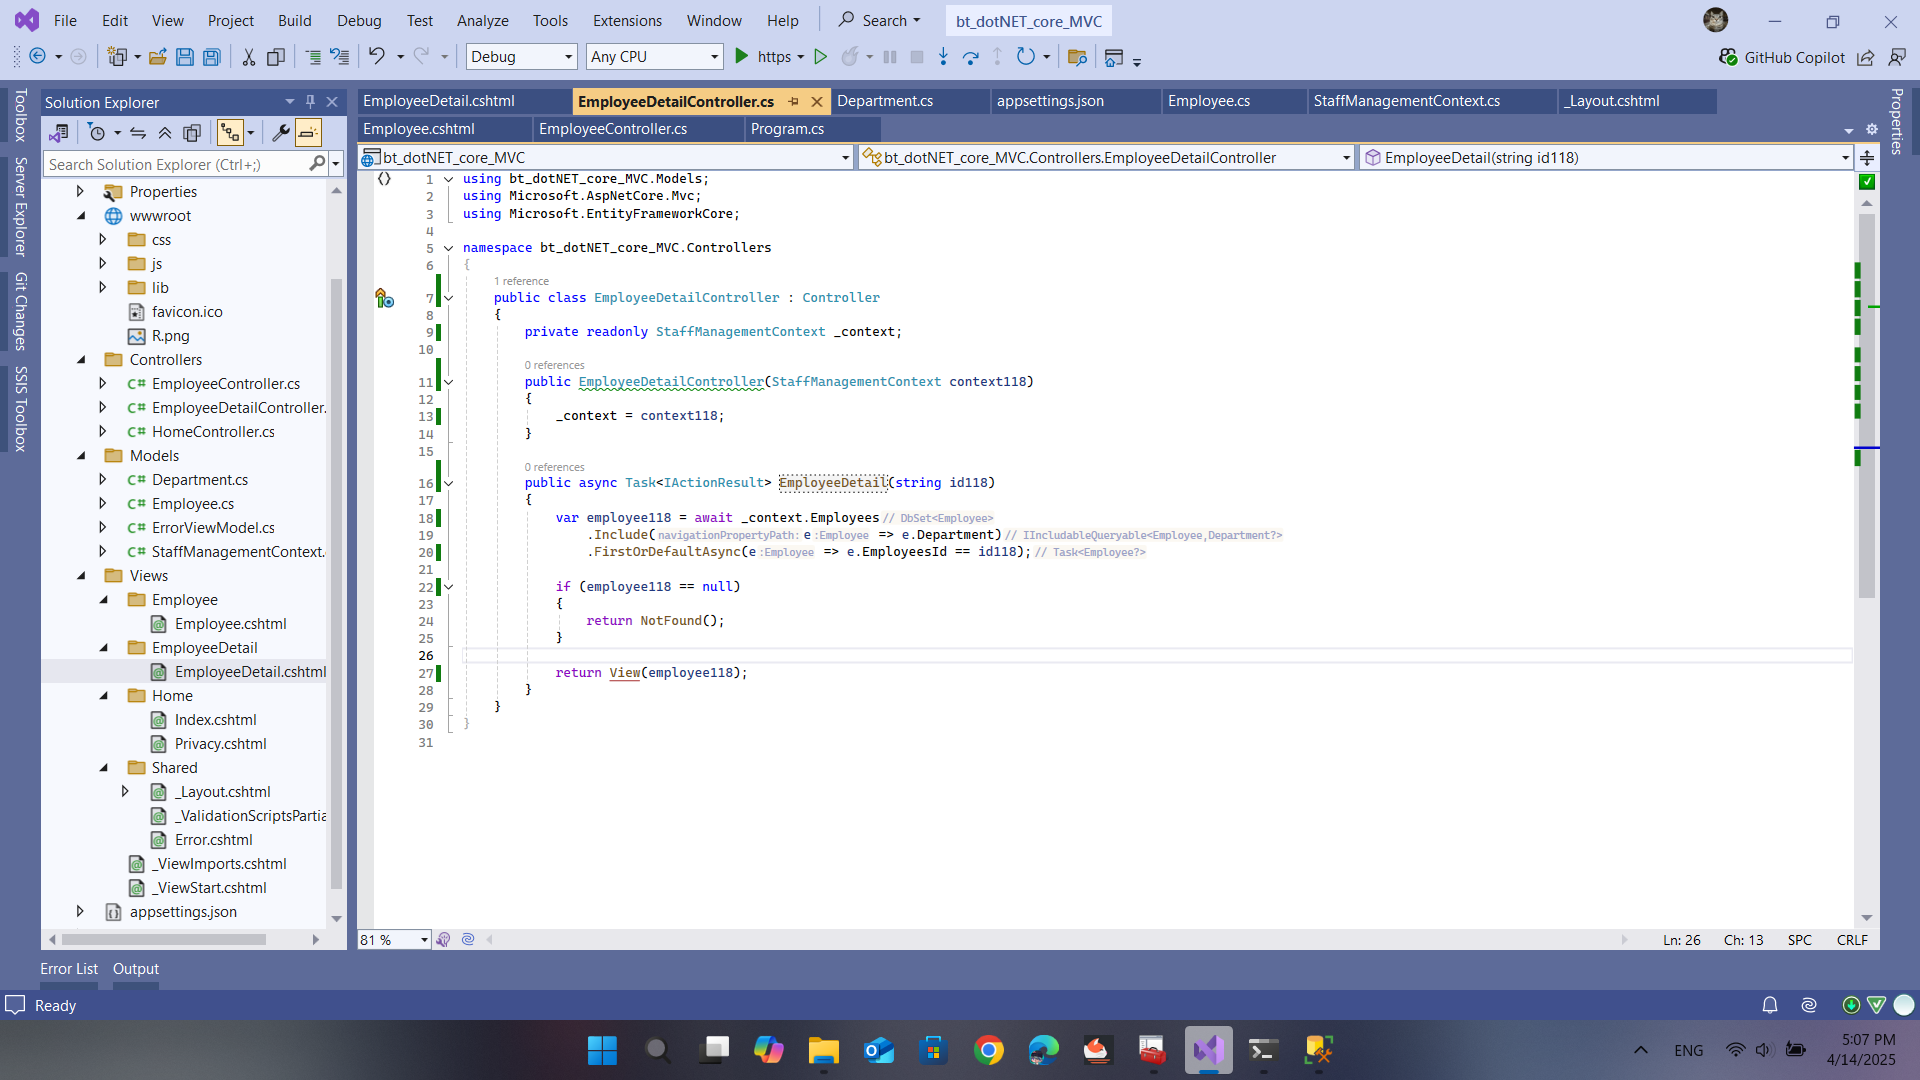 File Edit View Project Build Debug Test Analyze Tools Extensions Window Help Search bt_dotNET_core_MVC
Debug Any CPU https GitHub Copilot
Toolbox
Server Explorer
Git Changes
SSIS Toolbox
Solution Explorer
Search Solution Explorer (Ctrl+;)
Properties
wwwroot
css
js
lib
favicon.ico
R.png
Controllers
C# EmployeeController.cs
C# EmployeeDetailController.
C# HomeController.cs
Models
C# Department.cs
C# Employee.cs
C# ErrorViewModel.cs
C# StaffManagementContext.
Views
Employee
Employee.cshtml
EmployeeDetail
EmployeeDetail.cshtml
Home
Index.cshtml
Privacy.cshtml
Shared
_Layout.cshtml
_ValidationScriptsPartia
Error.cshtml
_ViewImports.cshtml
_ViewStart.cshtml
appsettings.json
EmployeeDetail.cshtml EmployeeDetailController.cs Department.cs appsettings.json Employee.cs StaffManagementContext.cs _Layout.cshtml
Employee.cshtml EmployeeController.cs Program.cs
bt_dotNET_core_MVC bt_dotNET_core_MVC.Controllers.EmployeeDetailController EmployeeDetail(string id118)
1 using bt_dotNET_core_MVC.Models;
2 using Microsoft.AspNetCore.Mvc;
3 using Microsoft.EntityFrameworkCore;
4
5 namespace bt_dotNET_core_MVC.Controllers
6 {
1 reference
7 public class EmployeeDetailController : Controller
8 {
9 private readonly StaffManagementContext _context;
10
0 references
11 public EmployeeDetailController(StaffManagementContext context118)
12 {
13 _context = context118;
14 }
15
0 references
16 public async Task<IActionResult> EmployeeDetail(string id118)
17 {
18 var employee118 = await _context.Employees // DbSet<Employee>
19 .Include(navigationPropertyPath: e :Employee => e.Department) // IIncludableQueryable<Employee,Department?>
20 .FirstOrDefaultAsync(e :Employee => e.EmployeesId == id118); // Task<Employee?>
21
22 if (employee118 == null)
23 {
24 return NotFound();
25 }
26
27 return View(employee118);
28 }
29 }
30 }
31
81 % Ln: 26 Ch: 13 SPC CRLF
Properties
Error List Output
Ready
ENG
5:07 PM
4/14/2025